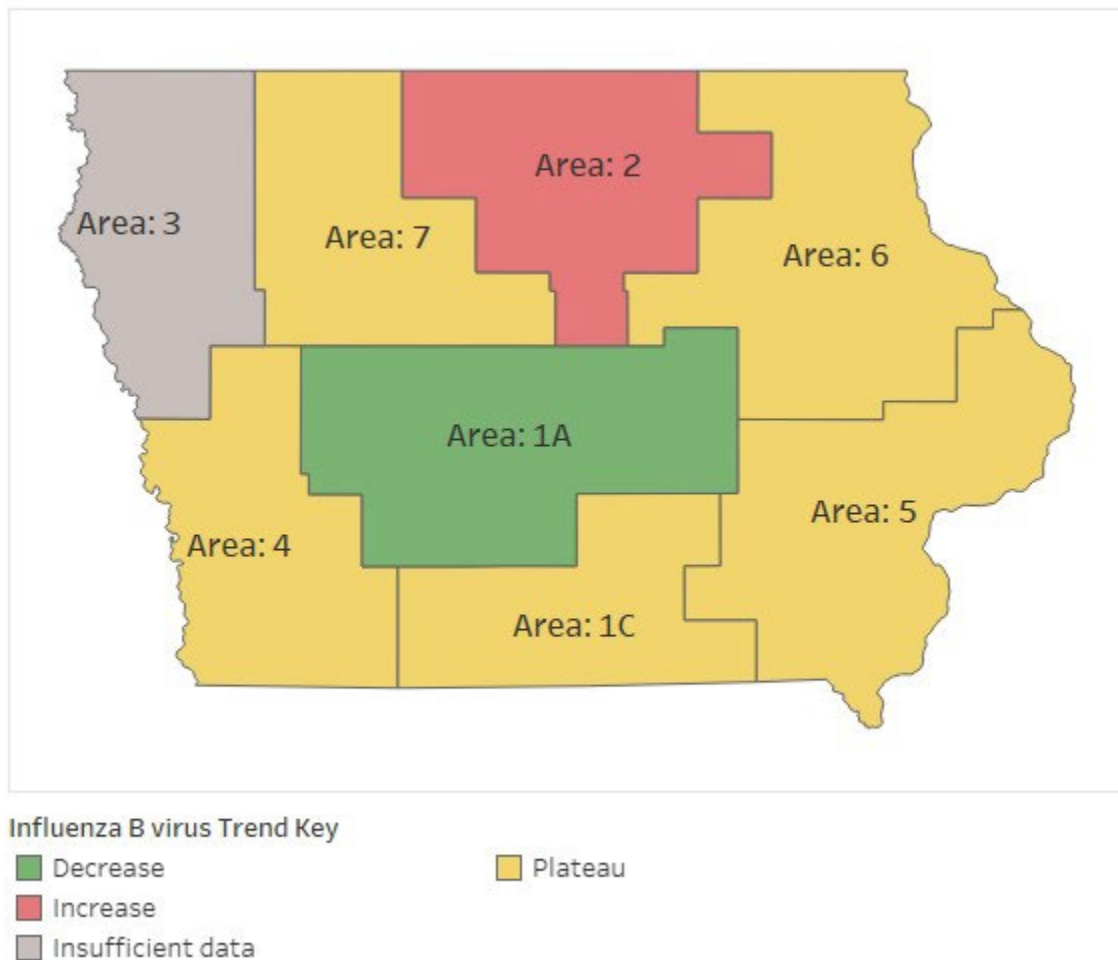 Area: 2
Area: 3
Area: 7
Area: 6
Area: 1A
Area: 5
Area: 4
Area: 1C
Influenza B virus Trend Key
Decrease
Plateau
Increase
Insufficient data